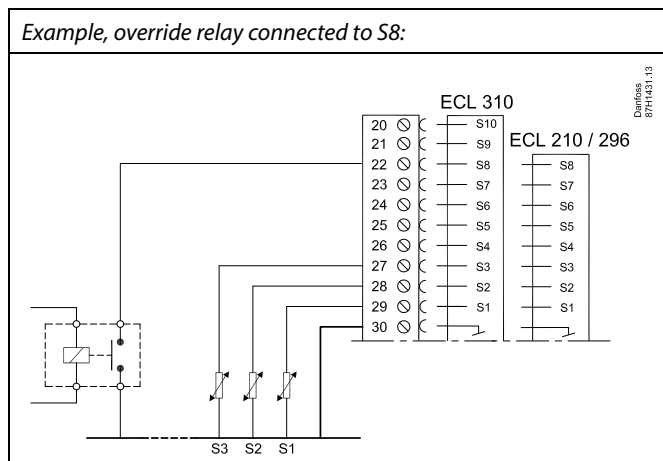 Example, override relay connected to S8:
Danfoss
87H1431.13
ECL 310
ECL 210 / 296
20 S10
21 S9
22 S8 S8
23 S7 S7
24 S6 S6
25 S5 S5
26 S4 S4
27 S3 S3
28 S2 S2
29 S1 S1
30
S3 S2 S1